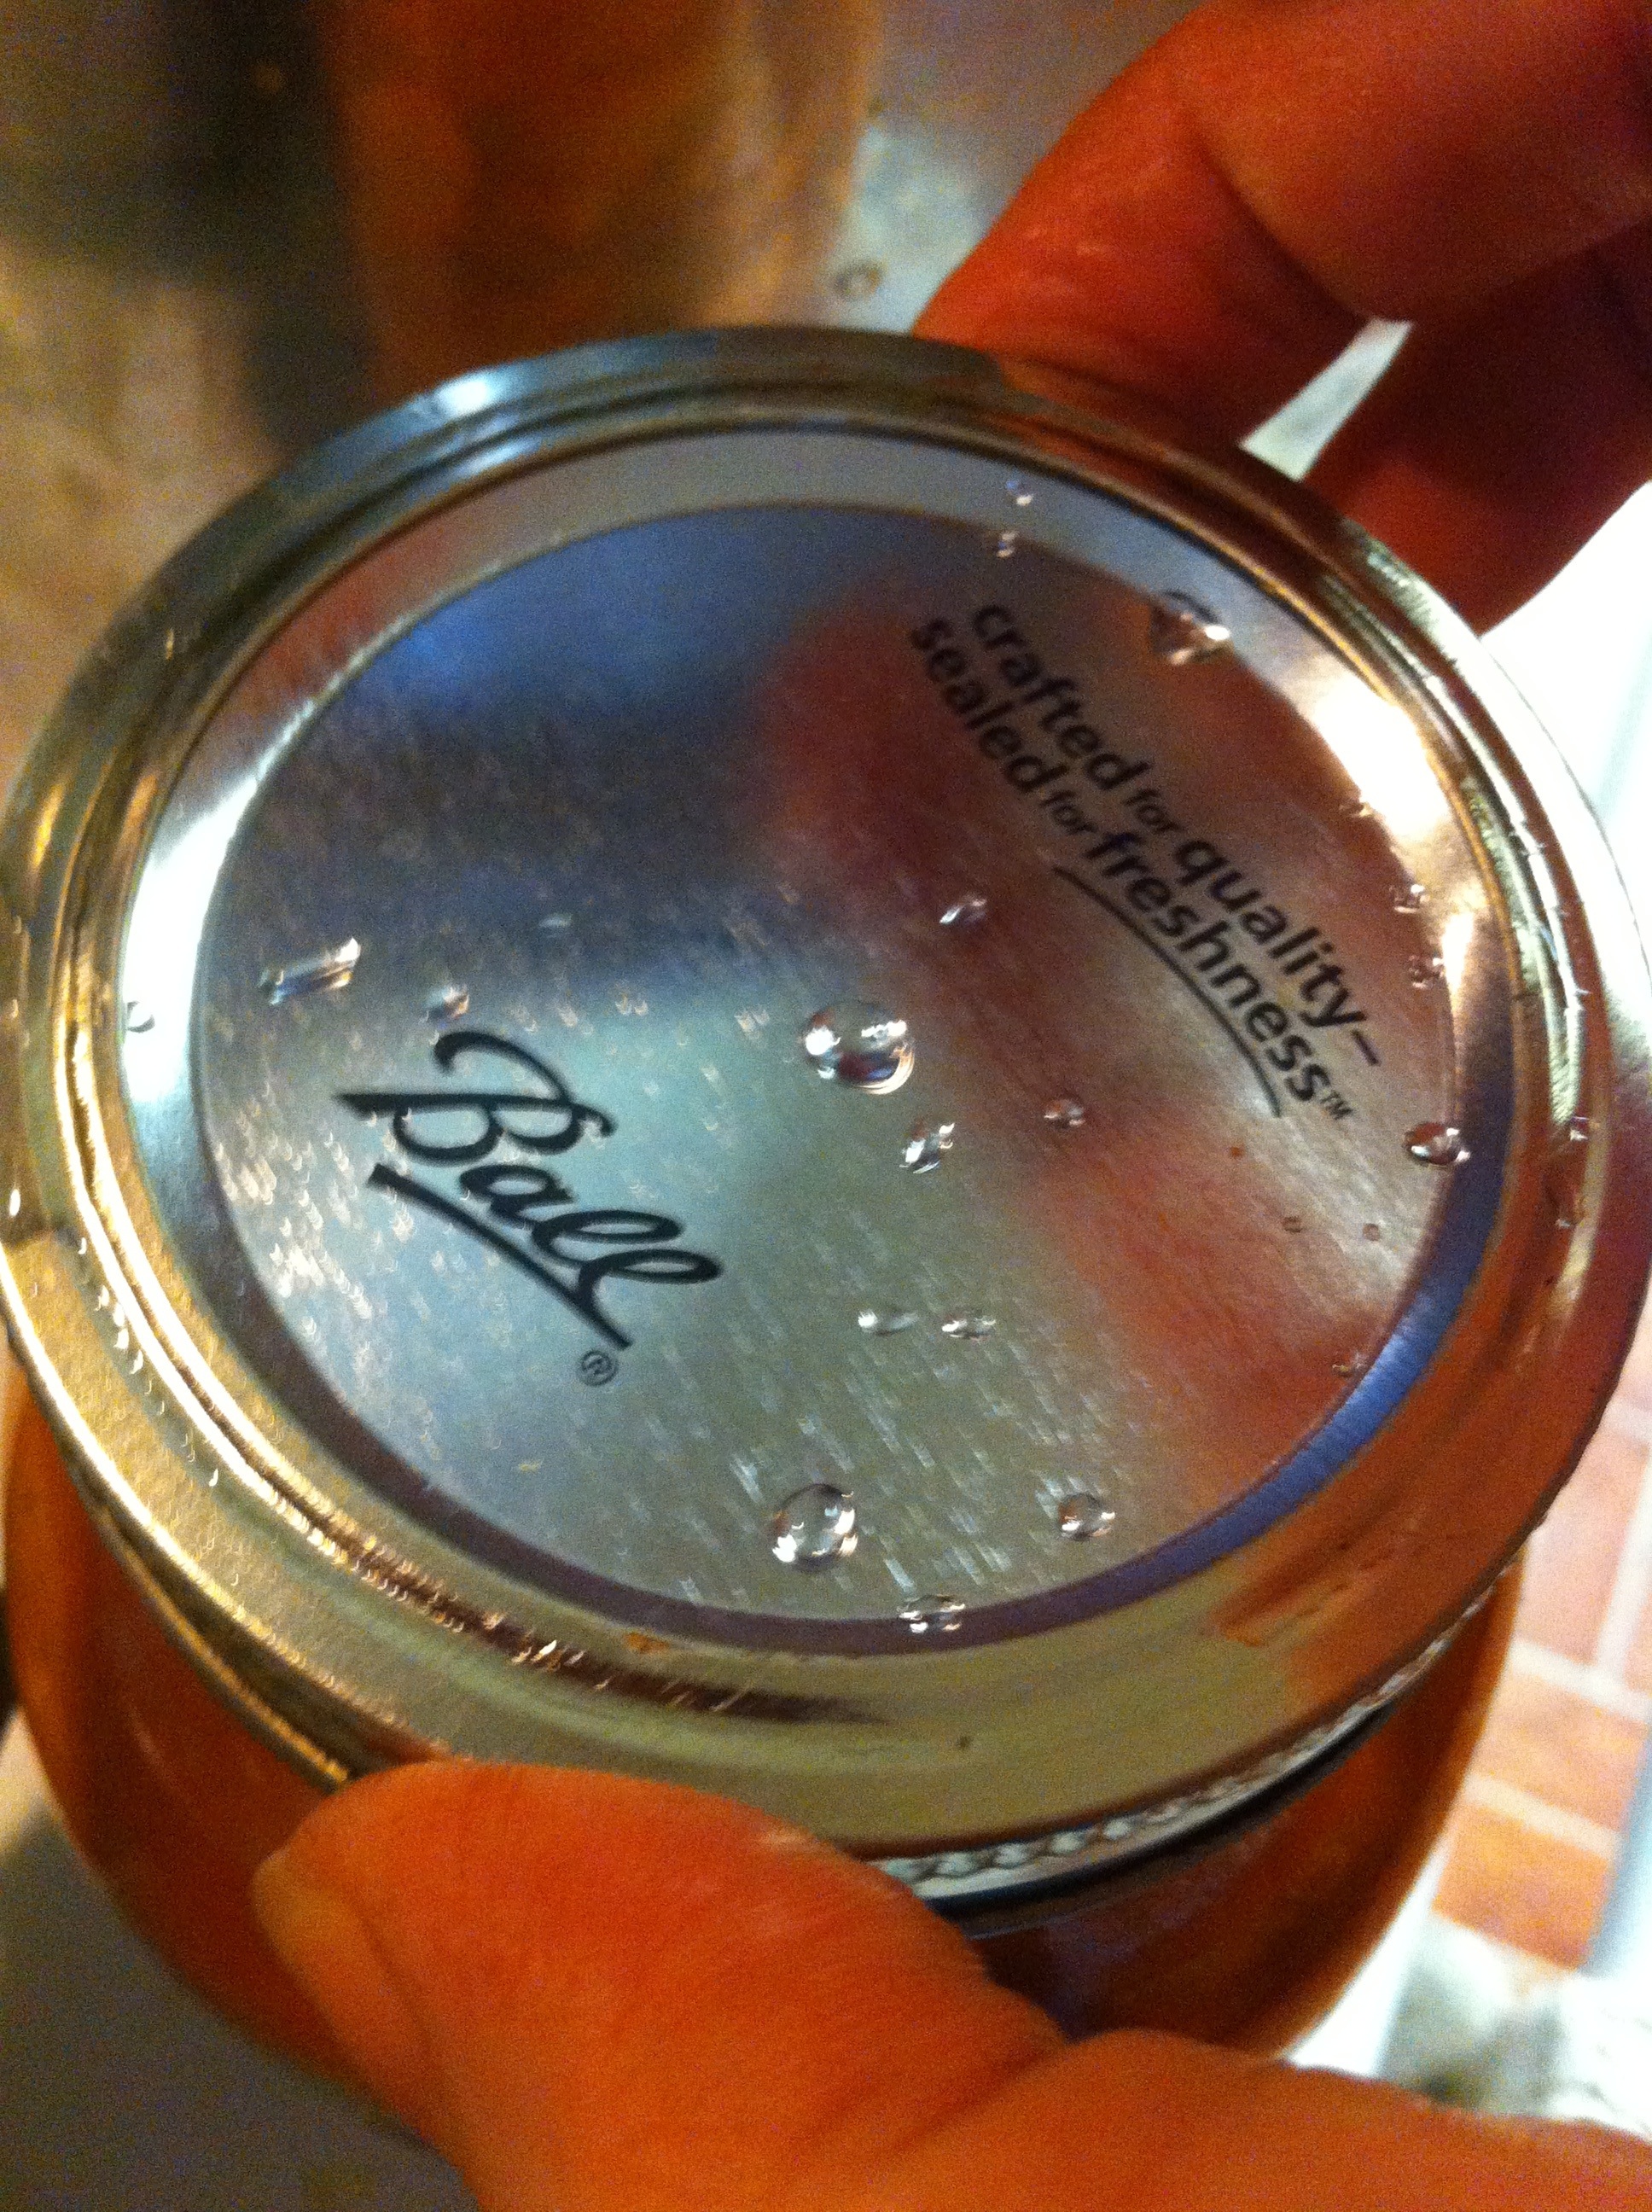 crafted for quality–
sealed for freshness™
Ball®